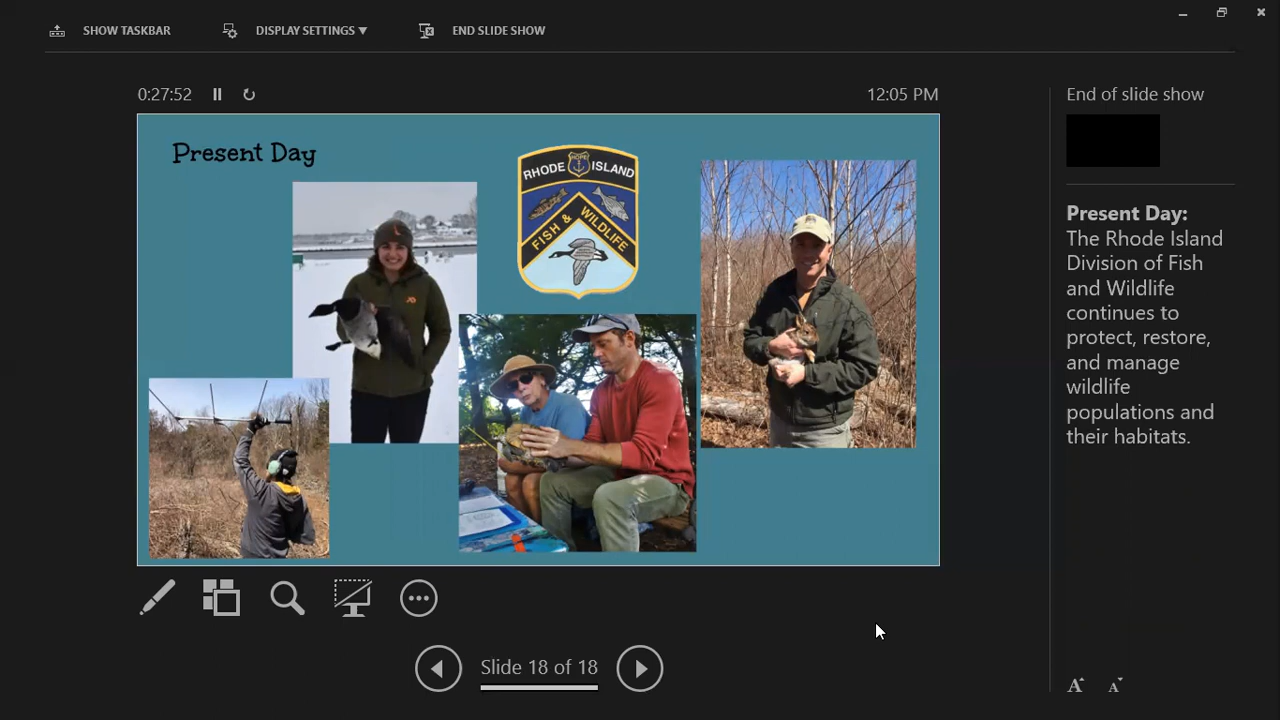 SHOW TASKBAR
DISPLAY SETTINGS ▼
END SLIDE SHOW
0:27:52
12:05 PM
End of slide show
Present Day
RHODE HOPE ISLAND
FISH & WILDLIFE
Present Day:
The Rhode Island
Division of Fish
and Wildlife
continues to
protect, restore,
and manage
wildlife
populations and
their habitats.
Slide 18 of 18
A A